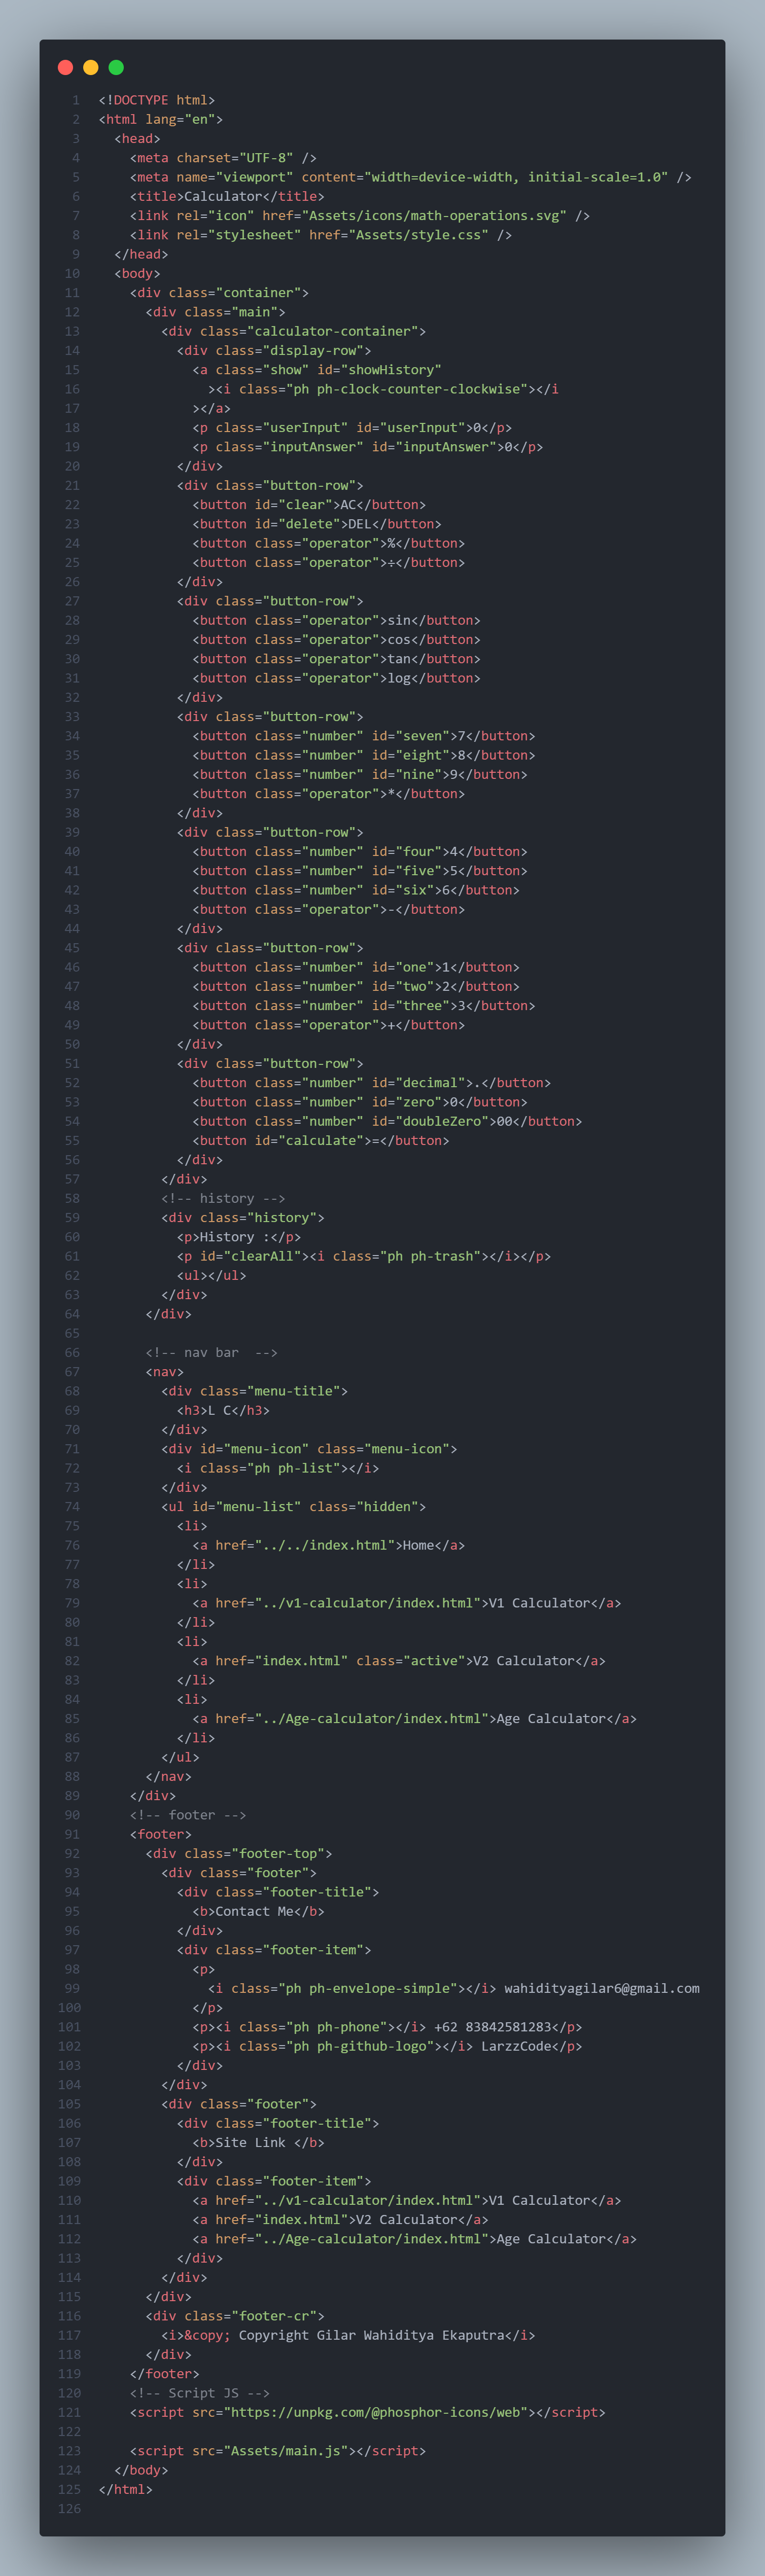 1 <!DOCTYPE html>
2 <html lang="en">
3   <head>
4     <meta charset="UTF-8" />
5     <meta name="viewport" content="width=device-width, initial-scale=1.0" />
6     <title>Calculator</title>
7     <link rel="icon" href="Assets/icons/math-operations.svg" />
8     <link rel="stylesheet" href="Assets/style.css" />
9   </head>
10   <body>
11     <div class="container">
12       <div class="main">
13         <div class="calculator-container">
14           <div class="display-row">
15             <a class="show" id="showHistory"
16               ><i class="ph ph-clock-counter-clockwise"></i
17             ></a>
18             <p class="userInput" id="userInput">0</p>
19             <p class="inputAnswer" id="inputAnswer">0</p>
20           </div>
21           <div class="button-row">
22             <button id="clear">AC</button>
23             <button id="delete">DEL</button>
24             <button class="operator">%</button>
25             <button class="operator">÷</button>
26           </div>
27           <div class="button-row">
28             <button class="operator">sin</button>
29             <button class="operator">cos</button>
30             <button class="operator">tan</button>
31             <button class="operator">log</button>
32           </div>
33           <div class="button-row">
34             <button class="number" id="seven">7</button>
35             <button class="number" id="eight">8</button>
36             <button class="number" id="nine">9</button>
37             <button class="operator">*</button>
38           </div>
39           <div class="button-row">
40             <button class="number" id="four">4</button>
41             <button class="number" id="five">5</button>
42             <button class="number" id="six">6</button>
43             <button class="operator">-</button>
44           </div>
45           <div class="button-row">
46             <button class="number" id="one">1</button>
47             <button class="number" id="two">2</button>
48             <button class="number" id="three">3</button>
49             <button class="operator">+</button>
50           </div>
51           <div class="button-row">
52             <button class="number" id="decimal">.</button>
53             <button class="number" id="zero">0</button>
54             <button class="number" id="doubleZero">00</button>
55             <button id="calculate">=</button>
56           </div>
57         </div>
58         <!-- history -->
59         <div class="history">
60           <p>History :</p>
61           <p id="clearAll"><i class="ph ph-trash"></i></p>
62           <ul></ul>
63         </div>
64       </div>
65
66       <!-- nav bar  -->
67       <nav>
68         <div class="menu-title">
69           <h3>L C</h3>
70         </div>
71         <div id="menu-icon" class="menu-icon">
72           <i class="ph ph-list"></i>
73         </div>
74         <ul id="menu-list" class="hidden">
75           <li>
76             <a href="../../index.html">Home</a>
77           </li>
78           <li>
79             <a href="../v1-calculator/index.html">V1 Calculator</a>
80           </li>
81           <li>
82             <a href="index.html" class="active">V2 Calculator</a>
83           </li>
84           <li>
85             <a href="../Age-calculator/index.html">Age Calculator</a>
86           </li>
87         </ul>
88       </nav>
89     </div>
90     <!-- footer -->
91     <footer>
92       <div class="footer-top">
93         <div class="footer">
94           <div class="footer-title">
95             <b>Contact Me</b>
96           </div>
97           <div class="footer-item">
98             <p>
99               <i class="ph ph-envelope-simple"></i> wahidityagilar6@gmail.com
100             </p>
101             <p><i class="ph ph-phone"></i> +62 83842581283</p>
102             <p><i class="ph ph-github-logo"></i> LarzzCode</p>
103           </div>
104         </div>
105         <div class="footer">
106           <div class="footer-title">
107             <b>Site Link </b>
108           </div>
109           <div class="footer-item">
110             <a href="../v1-calculator/index.html">V1 Calculator</a>
111             <a href="index.html">V2 Calculator</a>
112             <a href="../Age-calculator/index.html">Age Calculator</a>
113           </div>
114         </div>
115       </div>
116       <div class="footer-cr">
117         <i>&copy; Copyright Gilar Wahiditya Ekaputra</i>
118       </div>
119     </footer>
120     <!-- Script JS -->
121     <script src="https://unpkg.com/@phosphor-icons/web"></script>
122
123     <script src="Assets/main.js"></script>
124   </body>
125 </html>
126